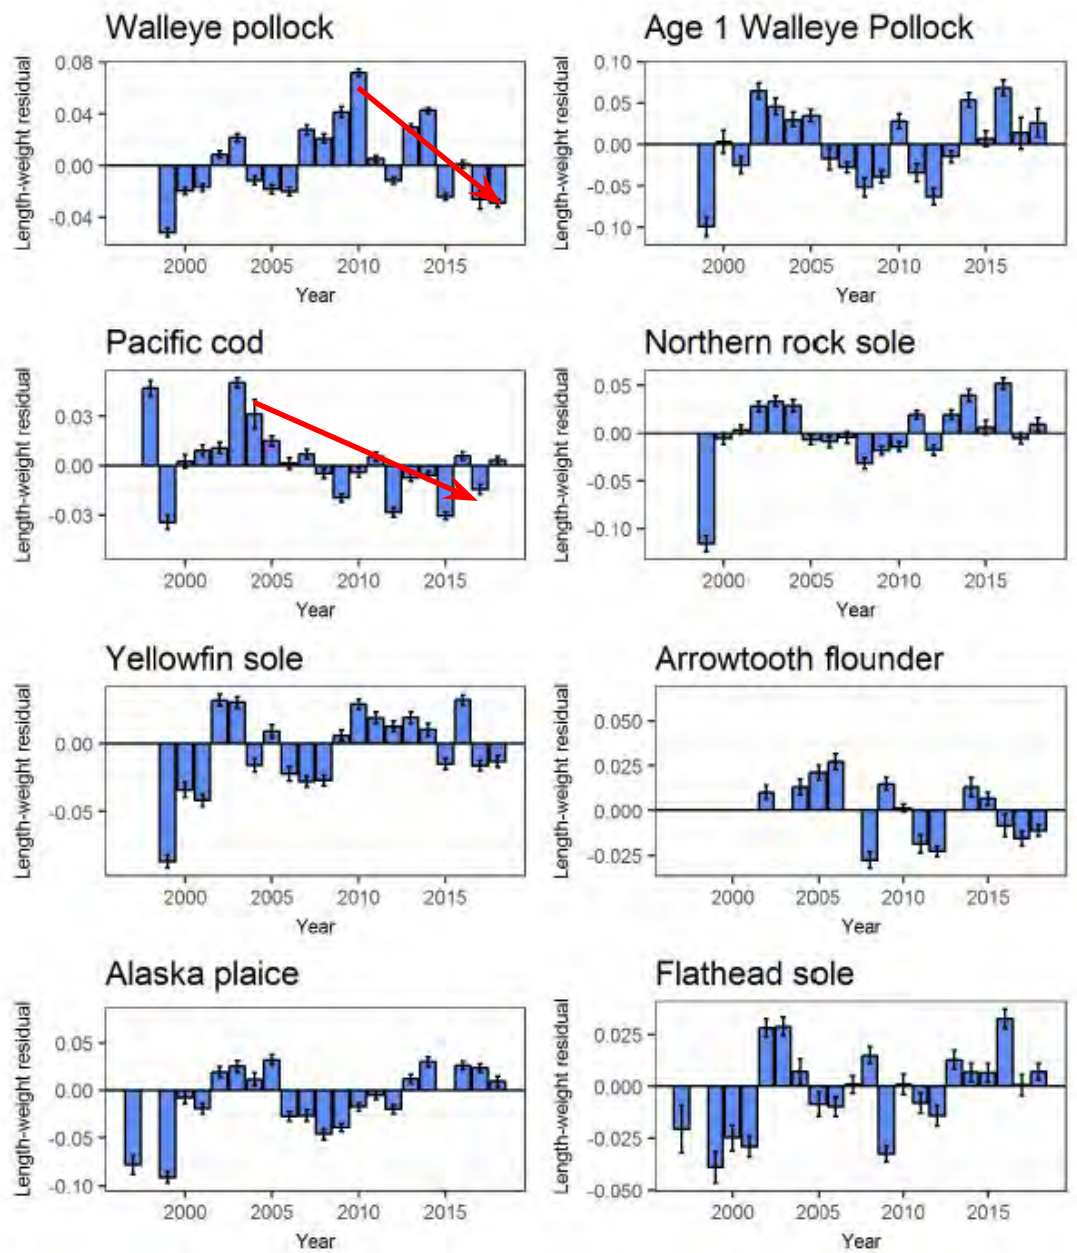 Walleye pollock
Length-weight residual
0.08
0.04
0.00
-0.04
2000 2005 2010 2015
Year
Age 1 Walleye Pollock
Length-weight residual
0.10
0.05
0.00
-0.05
-0.10
2000 2005 2010 2015
Year
Pacific cod
Length-weight residual
0.03
0.00
-0.03
2000 2005 2010 2015
Year
Northern rock sole
Length-weight residual
0.05
0.00
-0.05
-0.10
2000 2005 2010 2015
Year
Yellowfin sole
Length-weight residual
0.00
-0.05
2000 2005 2010 2015
Year
Arrowtooth flounder
Length-weight residual
0.050
0.025
0.000
-0.025
2000 2005 2010 2015
Year
Alaska plaice
Length-weight residual
0.05
0.00
-0.05
-0.10
2000 2005 2010 2015
Year
Flathead sole
Length-weight residual
0.025
0.000
-0.025
-0.050
2000 2005 2010 2015
Year